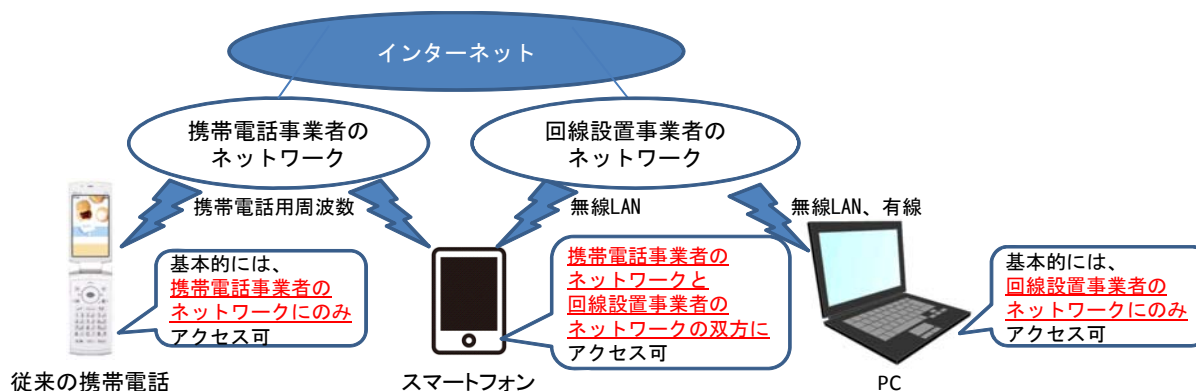 インターネット
携帯電話事業者の
ネットワーク
回線設置事業者の
ネットワーク
携帯電話用周波数
無線LAN
無線LAN、有線
基本的には、
携帯電話事業者の
ネットワークにのみ
アクセス可
携帯電話事業者の
ネットワークと
回線設置事業者の
ネットワークの双方に
アクセス可
基本的には、
回線設置事業者の
ネットワークにのみ
アクセス可
従来の携帯電話
スマートフォン
PC